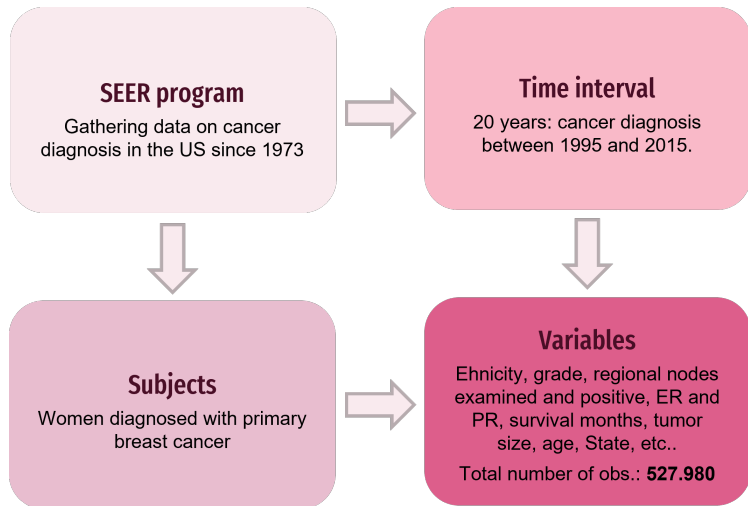 SEER program
Gathering data on cancer
diagnosis in the US since 1973
Time interval
20 years: cancer diagnosis
between 1995 and 2015.
Subjects
Women diagnosed with primary
breast cancer
Variables
Ehnicity, grade, regional nodes
examined and positive, ER and
PR, survival months, tumor
size, age, State, etc..
Total number of obs.: 527.980